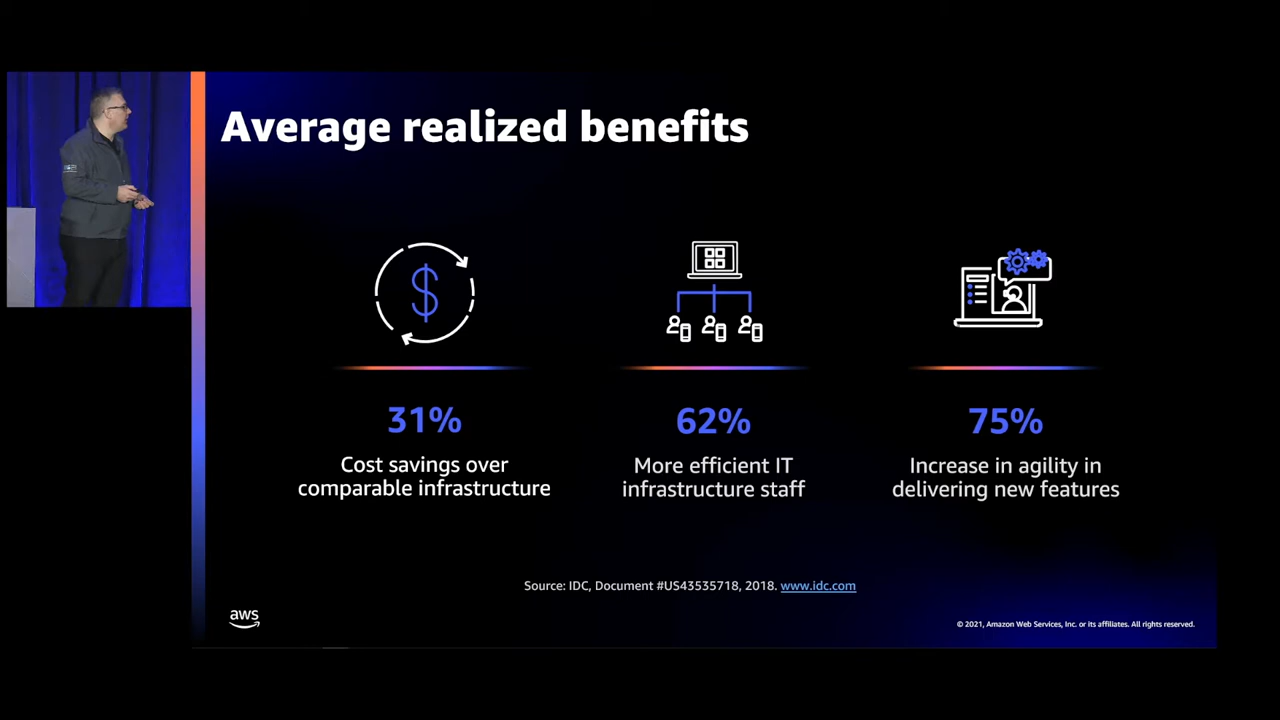 Average realized benefits
31%
Cost savings over
comparable infrastructure
62%
More efficient IT
infrastructure staff
75%
Increase in agility in
delivering new features
Source: IDC, Document #US43535718, 2018. www.idc.com
aws
© 2021, Amazon Web Services, Inc. or its affiliates. All rights reserved.